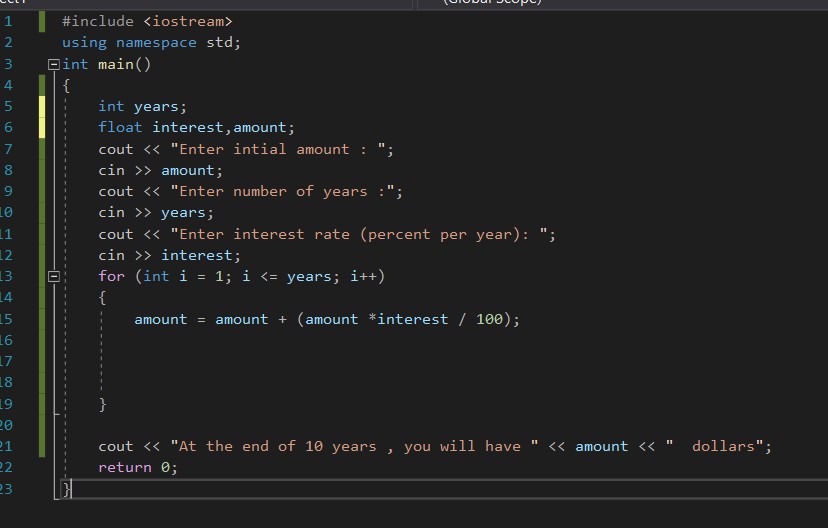 (Global Scope)
1 #include <iostream>
2 using namespace std;
3 int main()
4 {
5 int years;
6 float interest,amount;
7 cout << "Enter intial amount : ";
8 cin >> amount;
9 cout << "Enter number of years :";
10 cin >> years;
11 cout << "Enter interest rate (percent per year): ";
12 cin >> interest;
13 for (int i = 1; i <= years; i++)
14 {
15 amount = amount + (amount *interest / 100);
16
17
18
19 }
20
21 cout << "At the end of 10 years , you will have " << amount << "  dollars";
22 return 0;
23 }